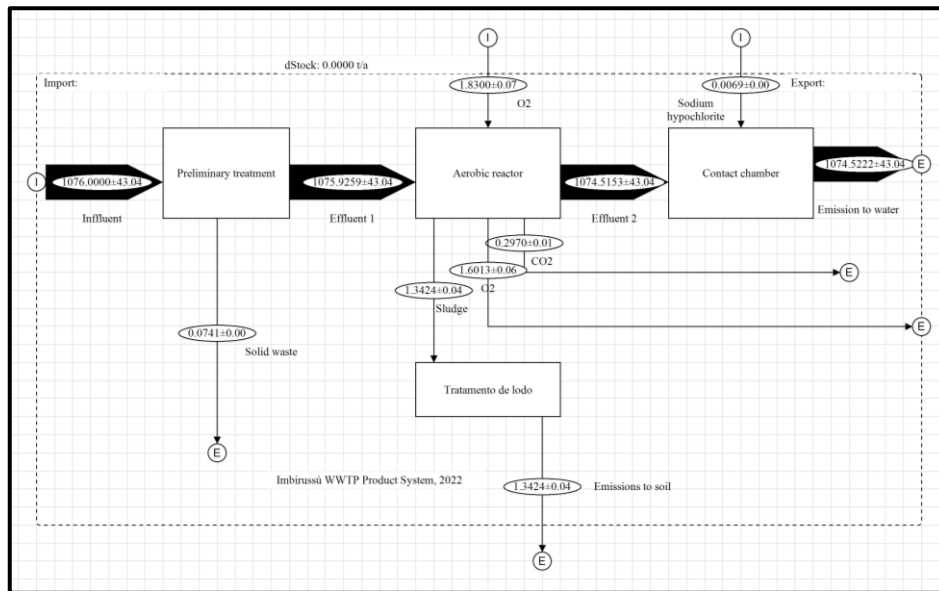 I
I
dStock: 0.0000 t/a
Import:
Export:
1.8300±0.07
O2
0.0069±0.00
Sodium
hypochlorite
Preliminary treatment
Aerobic reactor
Contact chamber
I
1076.0000±43.04
1075.9259±43.04
1074.5153±43.04
1074.5222±43.04
E
Inffluent
Effluent 1
Effluent 2
Emission to water
0.2970±0.01
CO2
1.6013±0.06
E
O2
1.3424±0.04
Sludge
E
0.0741±0.00
Solid waste
Tratamento de lodo
E
Imbirussú WWTP Product System, 2022
1.3424±0.04
Emissions to soil
E